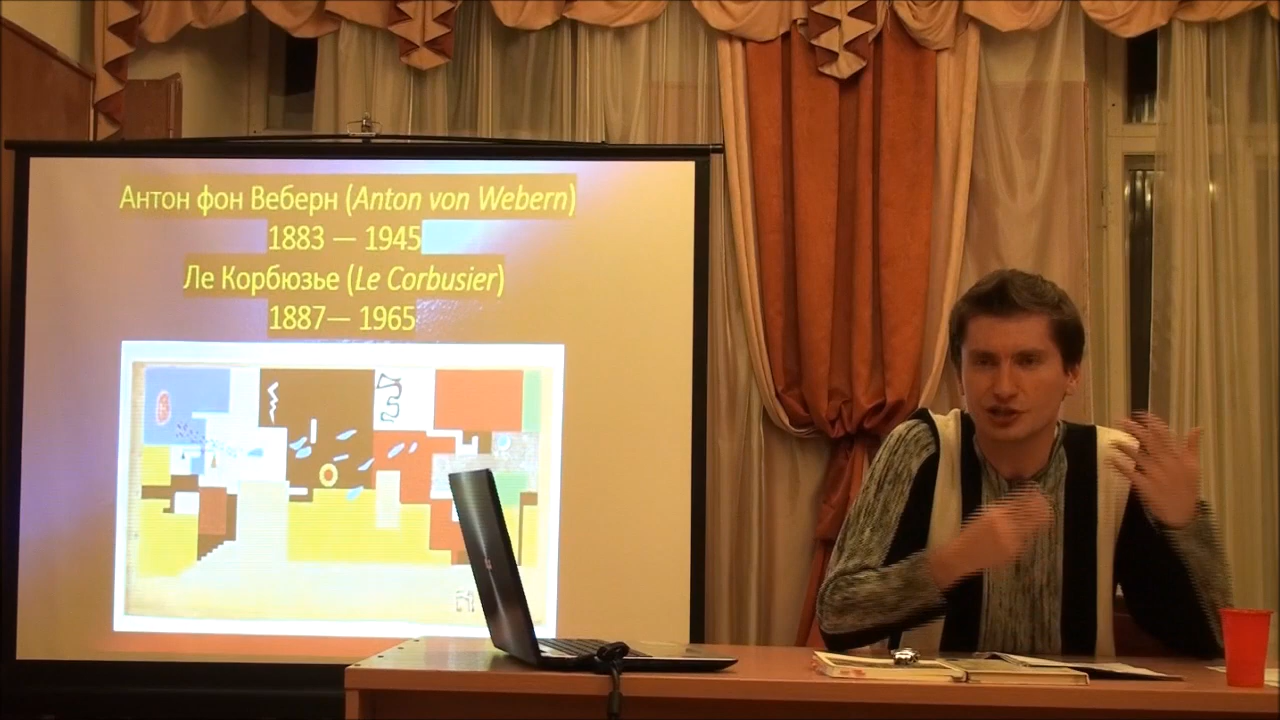 Антон фон Веберн (Anton von Webern)
1883 — 1945
Ле Корбюзье (Le Corbusier)
1887— 1965